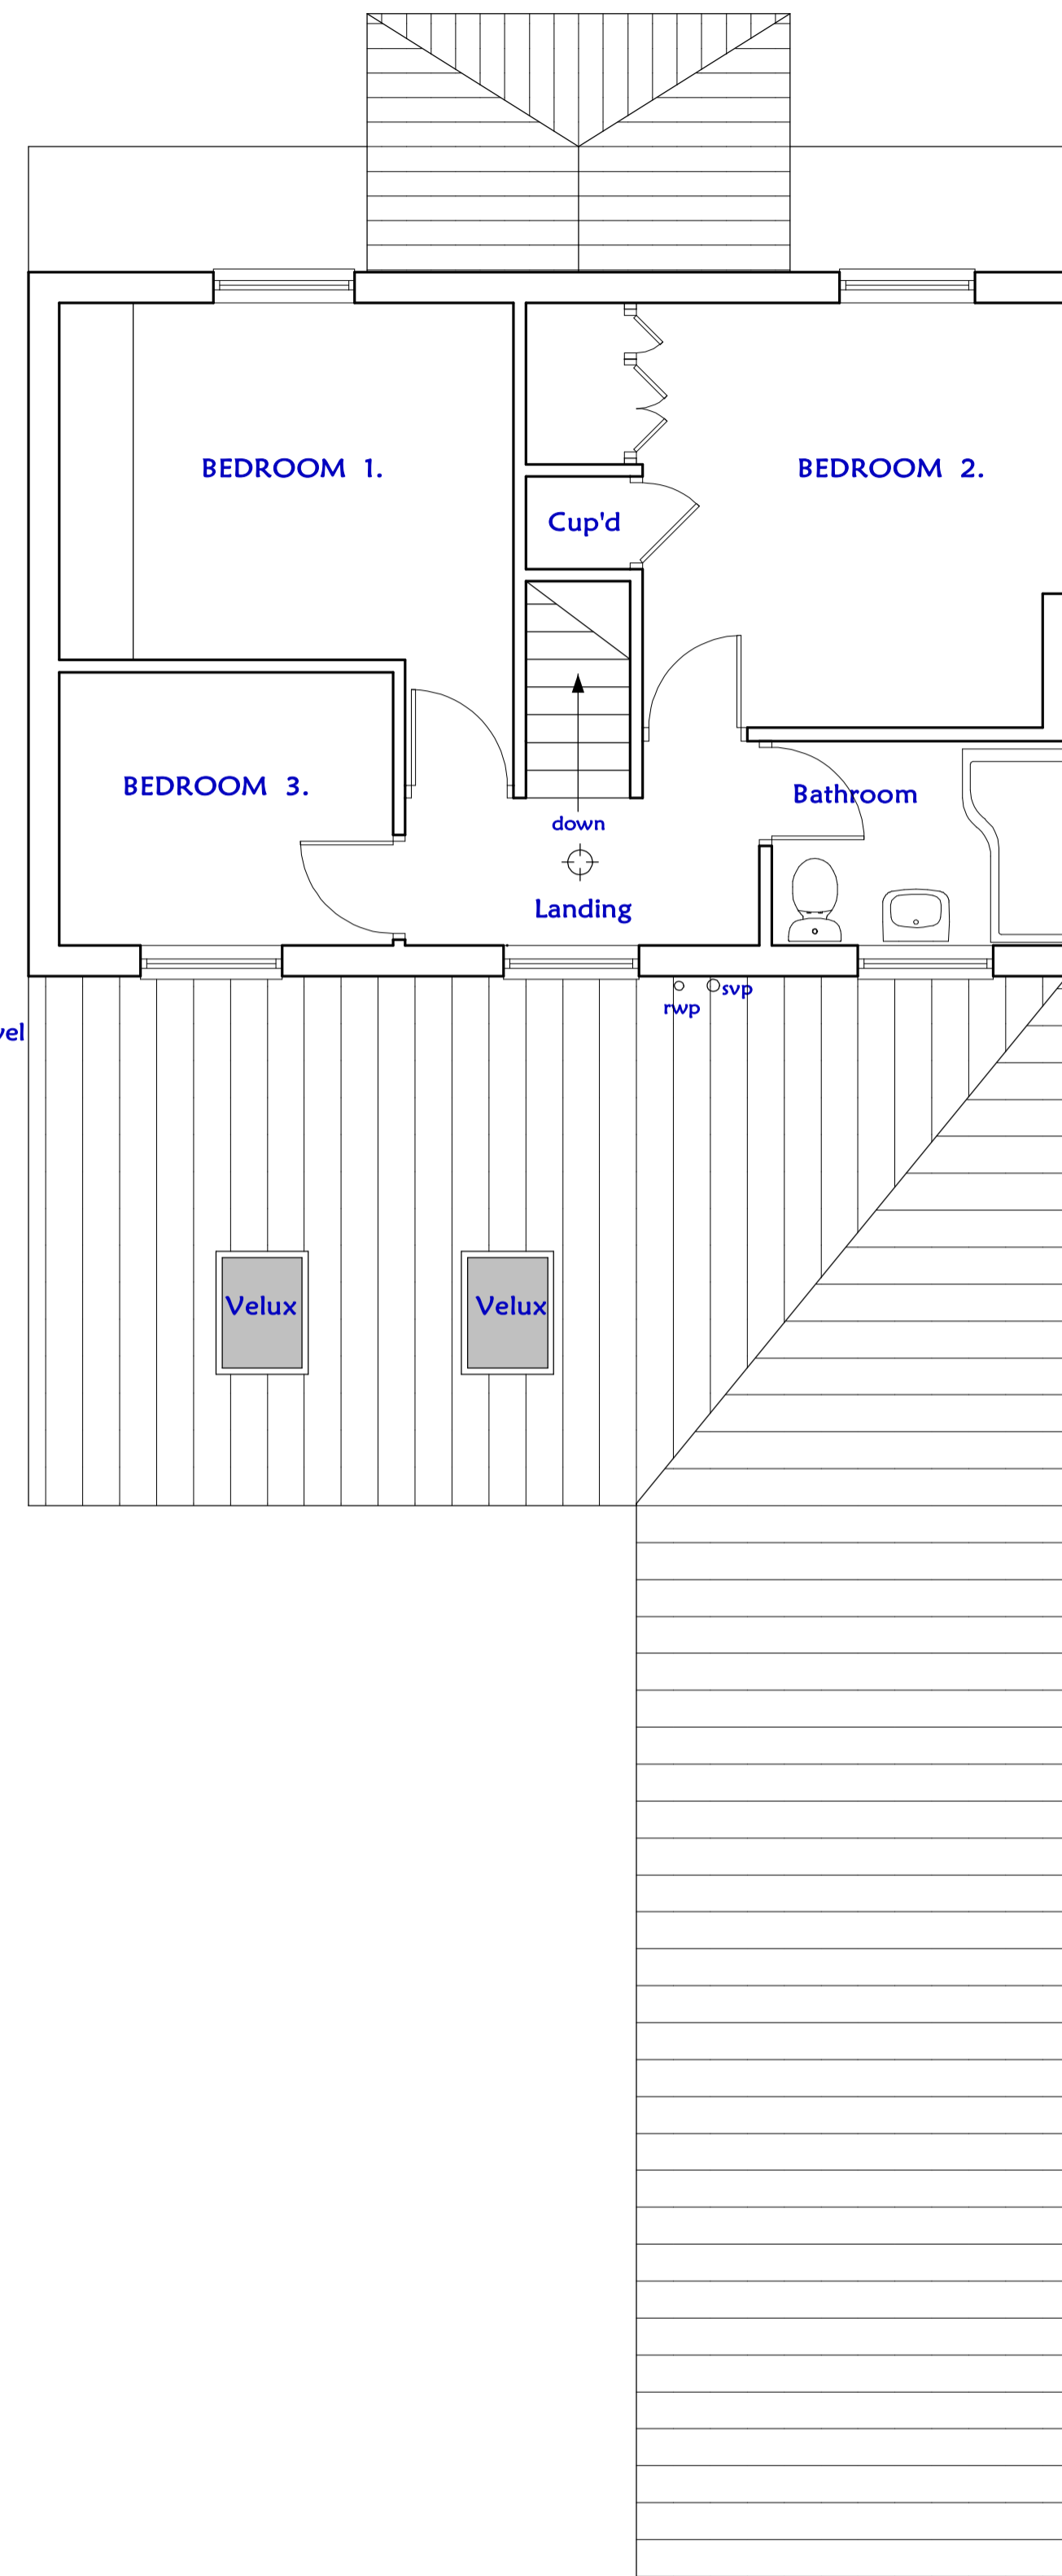 BEDROOM 1.
BEDROOM 2.
Cup'd
BEDROOM 3.
Bathroom
down
Landing
svp
rwp
Velux
Velux